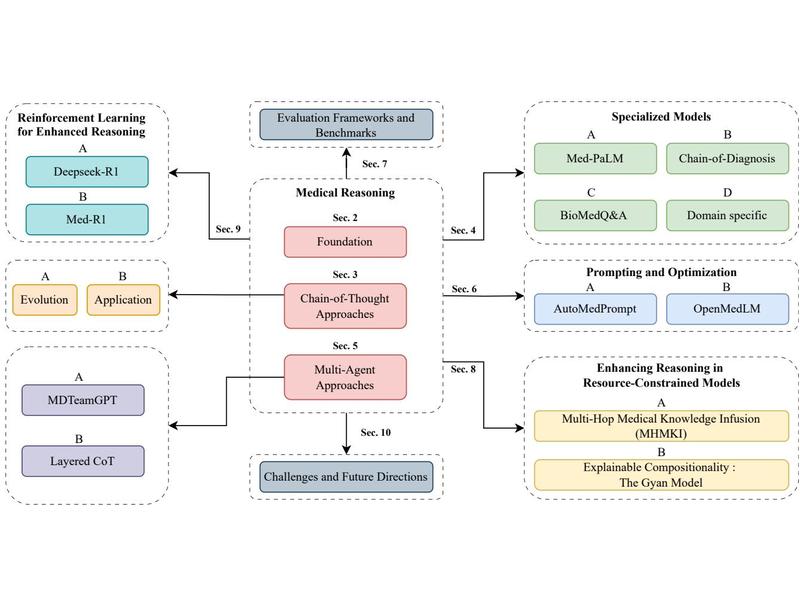 Reinforcement Learning
for Enhanced Reasoning
A
Deepseek-R1
B
Med-R1
Sec. 9
A
B
Evolution
Application
A
MDTeamGPT
B
Layered CoT
Evaluation Frameworks and
Benchmarks
Sec. 7
Medical Reasoning
Sec. 2
Foundation
Sec. 3
Chain-of-Thought
Approaches
Sec. 5
Multi-Agent
Approaches
Sec. 10
Challenges and Future Directions
Sec. 4
Specialized Models
A
B
Med-PaLM
Chain-of-Diagnosis
C
D
BioMedQ&A
Domain specific
Sec. 6
Prompting and Optimization
A
B
AutoMedPrompt
OpenMedLM
Sec. 8
Enhancing Reasoning in
Resource-Constrained Models
A
Multi-Hop Medical Knowledge Infusion
(MHMKI)
B
Explainable Compositionality :
The Gyan Model